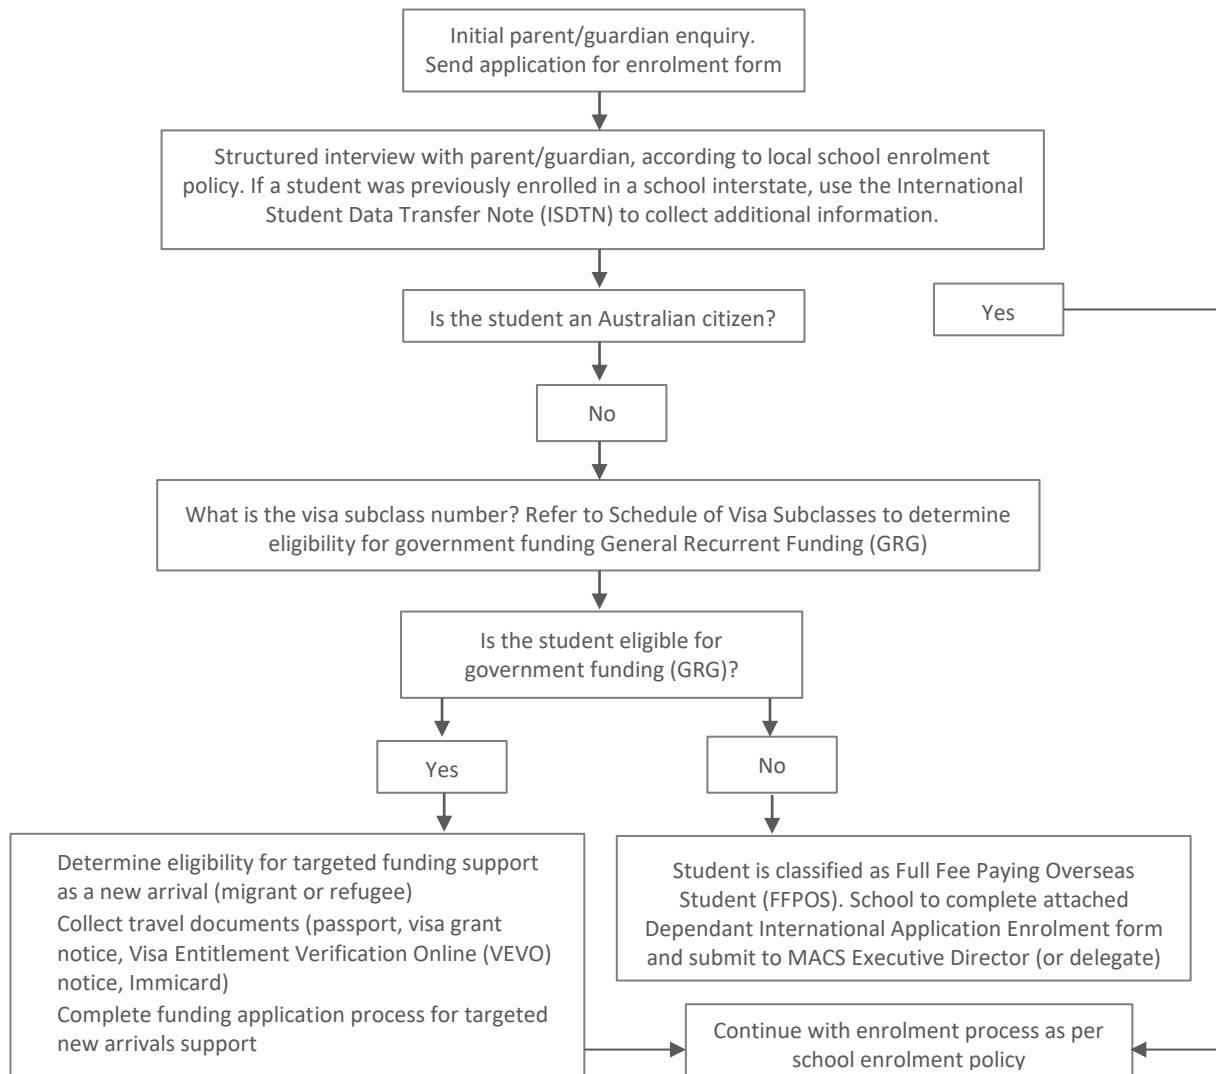 Initial parent/guardian enquiry.
Send application for enrolment form
Structured interview with parent/guardian, according to local school enrolment
policy. If a student was previously enrolled in a school interstate, use the International
Student Data Transfer Note (ISDTN) to collect additional information.
Is the student an Australian citizen?
Yes
No
What is the visa subclass number? Refer to Schedule of Visa Subclasses to determine
eligibility for government funding General Recurrent Funding (GRG)
Is the student eligible for
government funding (GRG)?
Yes
No
Determine eligibility for targeted funding support
as a new arrival (migrant or refugee)
Collect travel documents (passport, visa grant
notice, Visa Entitlement Verification Online (VEVO)
notice, Immicard)
Complete funding application process for targeted
new arrivals support
Student is classified as Full Fee Paying Overseas
Student (FFPOS). School to complete attached
Dependant International Application Enrolment form
and submit to MACS Executive Director (or delegate)
Continue with enrolment process as per
school enrolment policy